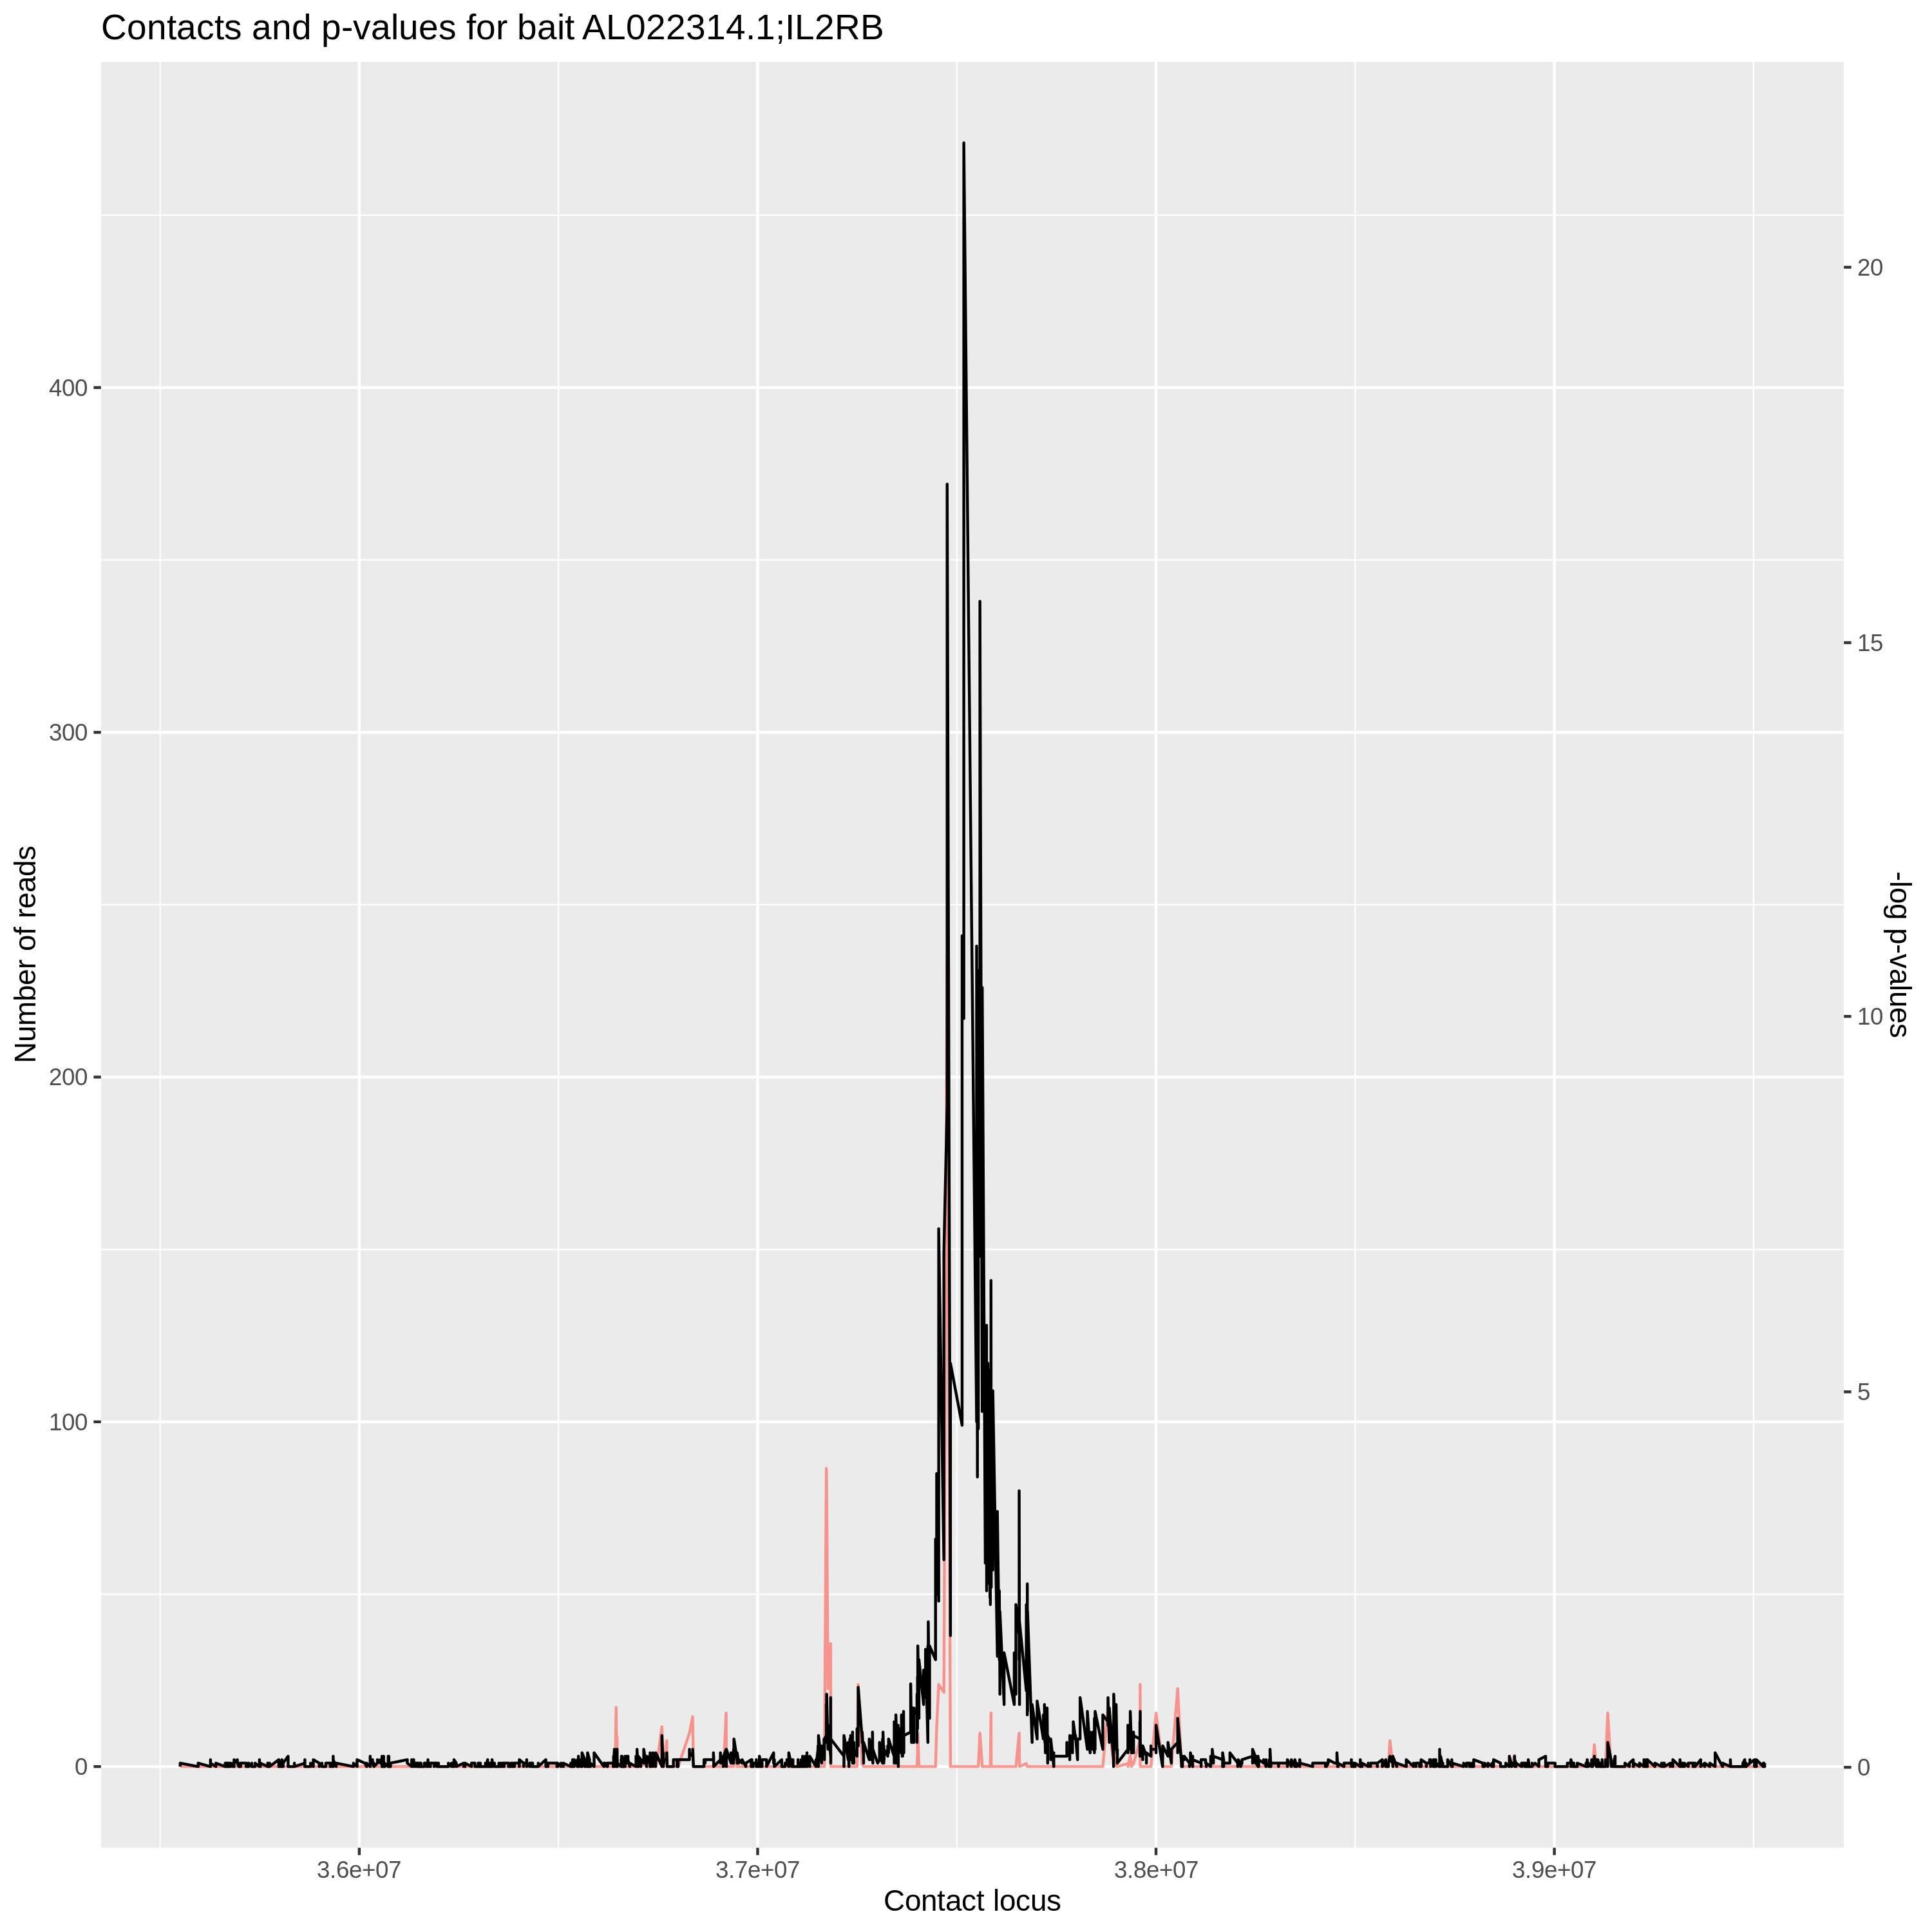 Contacts and p-values for bait AL022314.1;IL2RB
Number of reads
400
300
200
100
0
20
15
10
5
0
-log p-values
3.6e+07 3.7e+07 3.8e+07 3.9e+07
Contact locus